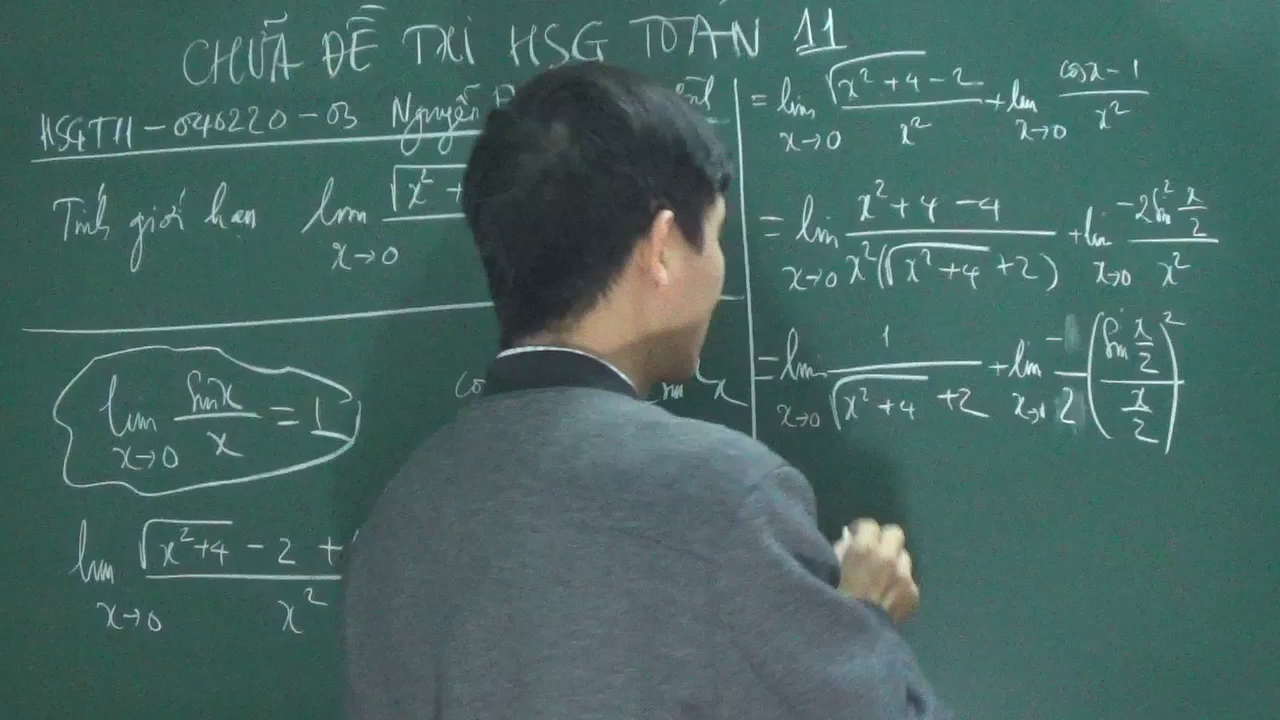 CHỮA ĐỀ THI HSG TOÁN 11
HSGT11-040220-03 Nguyễn
Tính giới hạn lim x→0 √x² +
lim x→0 sinx/x = 1
lim x→0 √x²+4 - 2 + / x²
= lim x→0 (√x²+4 - 2)/x² + lim x→0 (cosx - 1)/x²
= lim x→0 (x²+4-4)/(x²(√x²+4 + 2)) + lim x→0 (-2sin² x/2)/x²
= lim x→0 1/(√x²+4 + 2) + lim x→0 -1/2 (sin x/2 / x/2)²